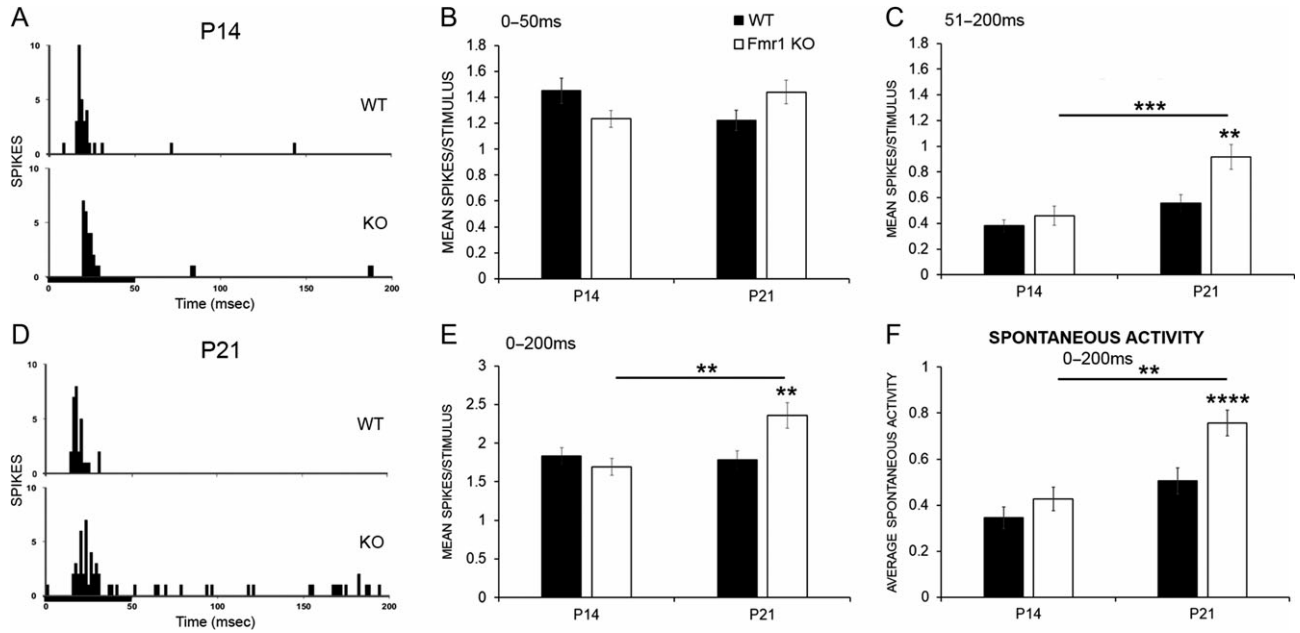 A
P14
10
5
0
WT
10
5
0
KO
0
50
100
150
200
SPIKES
Time (msec)
B
0–50ms
WT
Fmr1 KO
1.8
1.6
1.4
1.2
1
0.8
0.6
0.4
0.2
0
MEAN SPIKES/STIMULUS
P14
P21
C
51–200ms
1.8
1.6
1.4
1.2
1
0.8
0.6
0.4
0.2
0
MEAN SPIKES/STIMULUS
***
**
P14
P21
D
P21
10
5
0
WT
10
5
0
KO
0
50
100
150
200
SPIKES
Time (msec)
E
0–200ms
3
2.5
2
1.5
1
0.5
0
MEAN SPIKES/STIMULUS
**
**
P14
P21
F
SPONTANEOUS ACTIVITY
0–200ms
1
0.8
0.6
0.4
0.2
0
AVERAGE SPONTANEOUS ACTIVITY
**
****
P14
P21